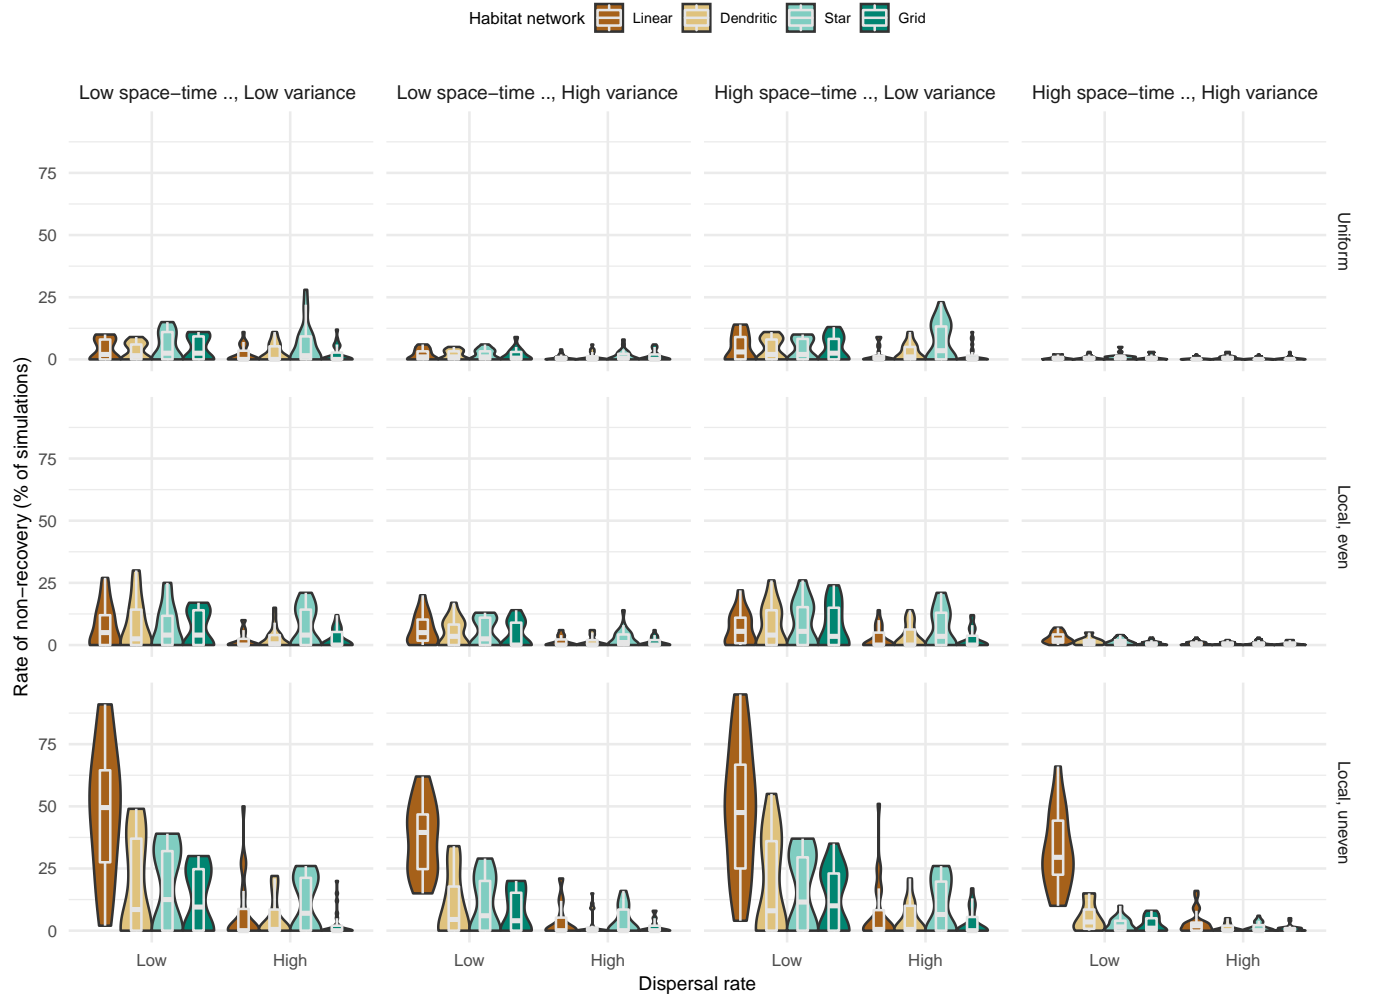 Habitat network Linear Dendritic Star Grid
Low space−time .., Low variance
Low space−time .., High variance
High space−time .., Low variance
High space−time .., High variance
75
50
25
0
Uniform
75
50
25
0
Local, even
75
50
25
0
Local, uneven
Rate of non−recovery (% of simulations)
Low High Low High Low High Low High
Dispersal rate